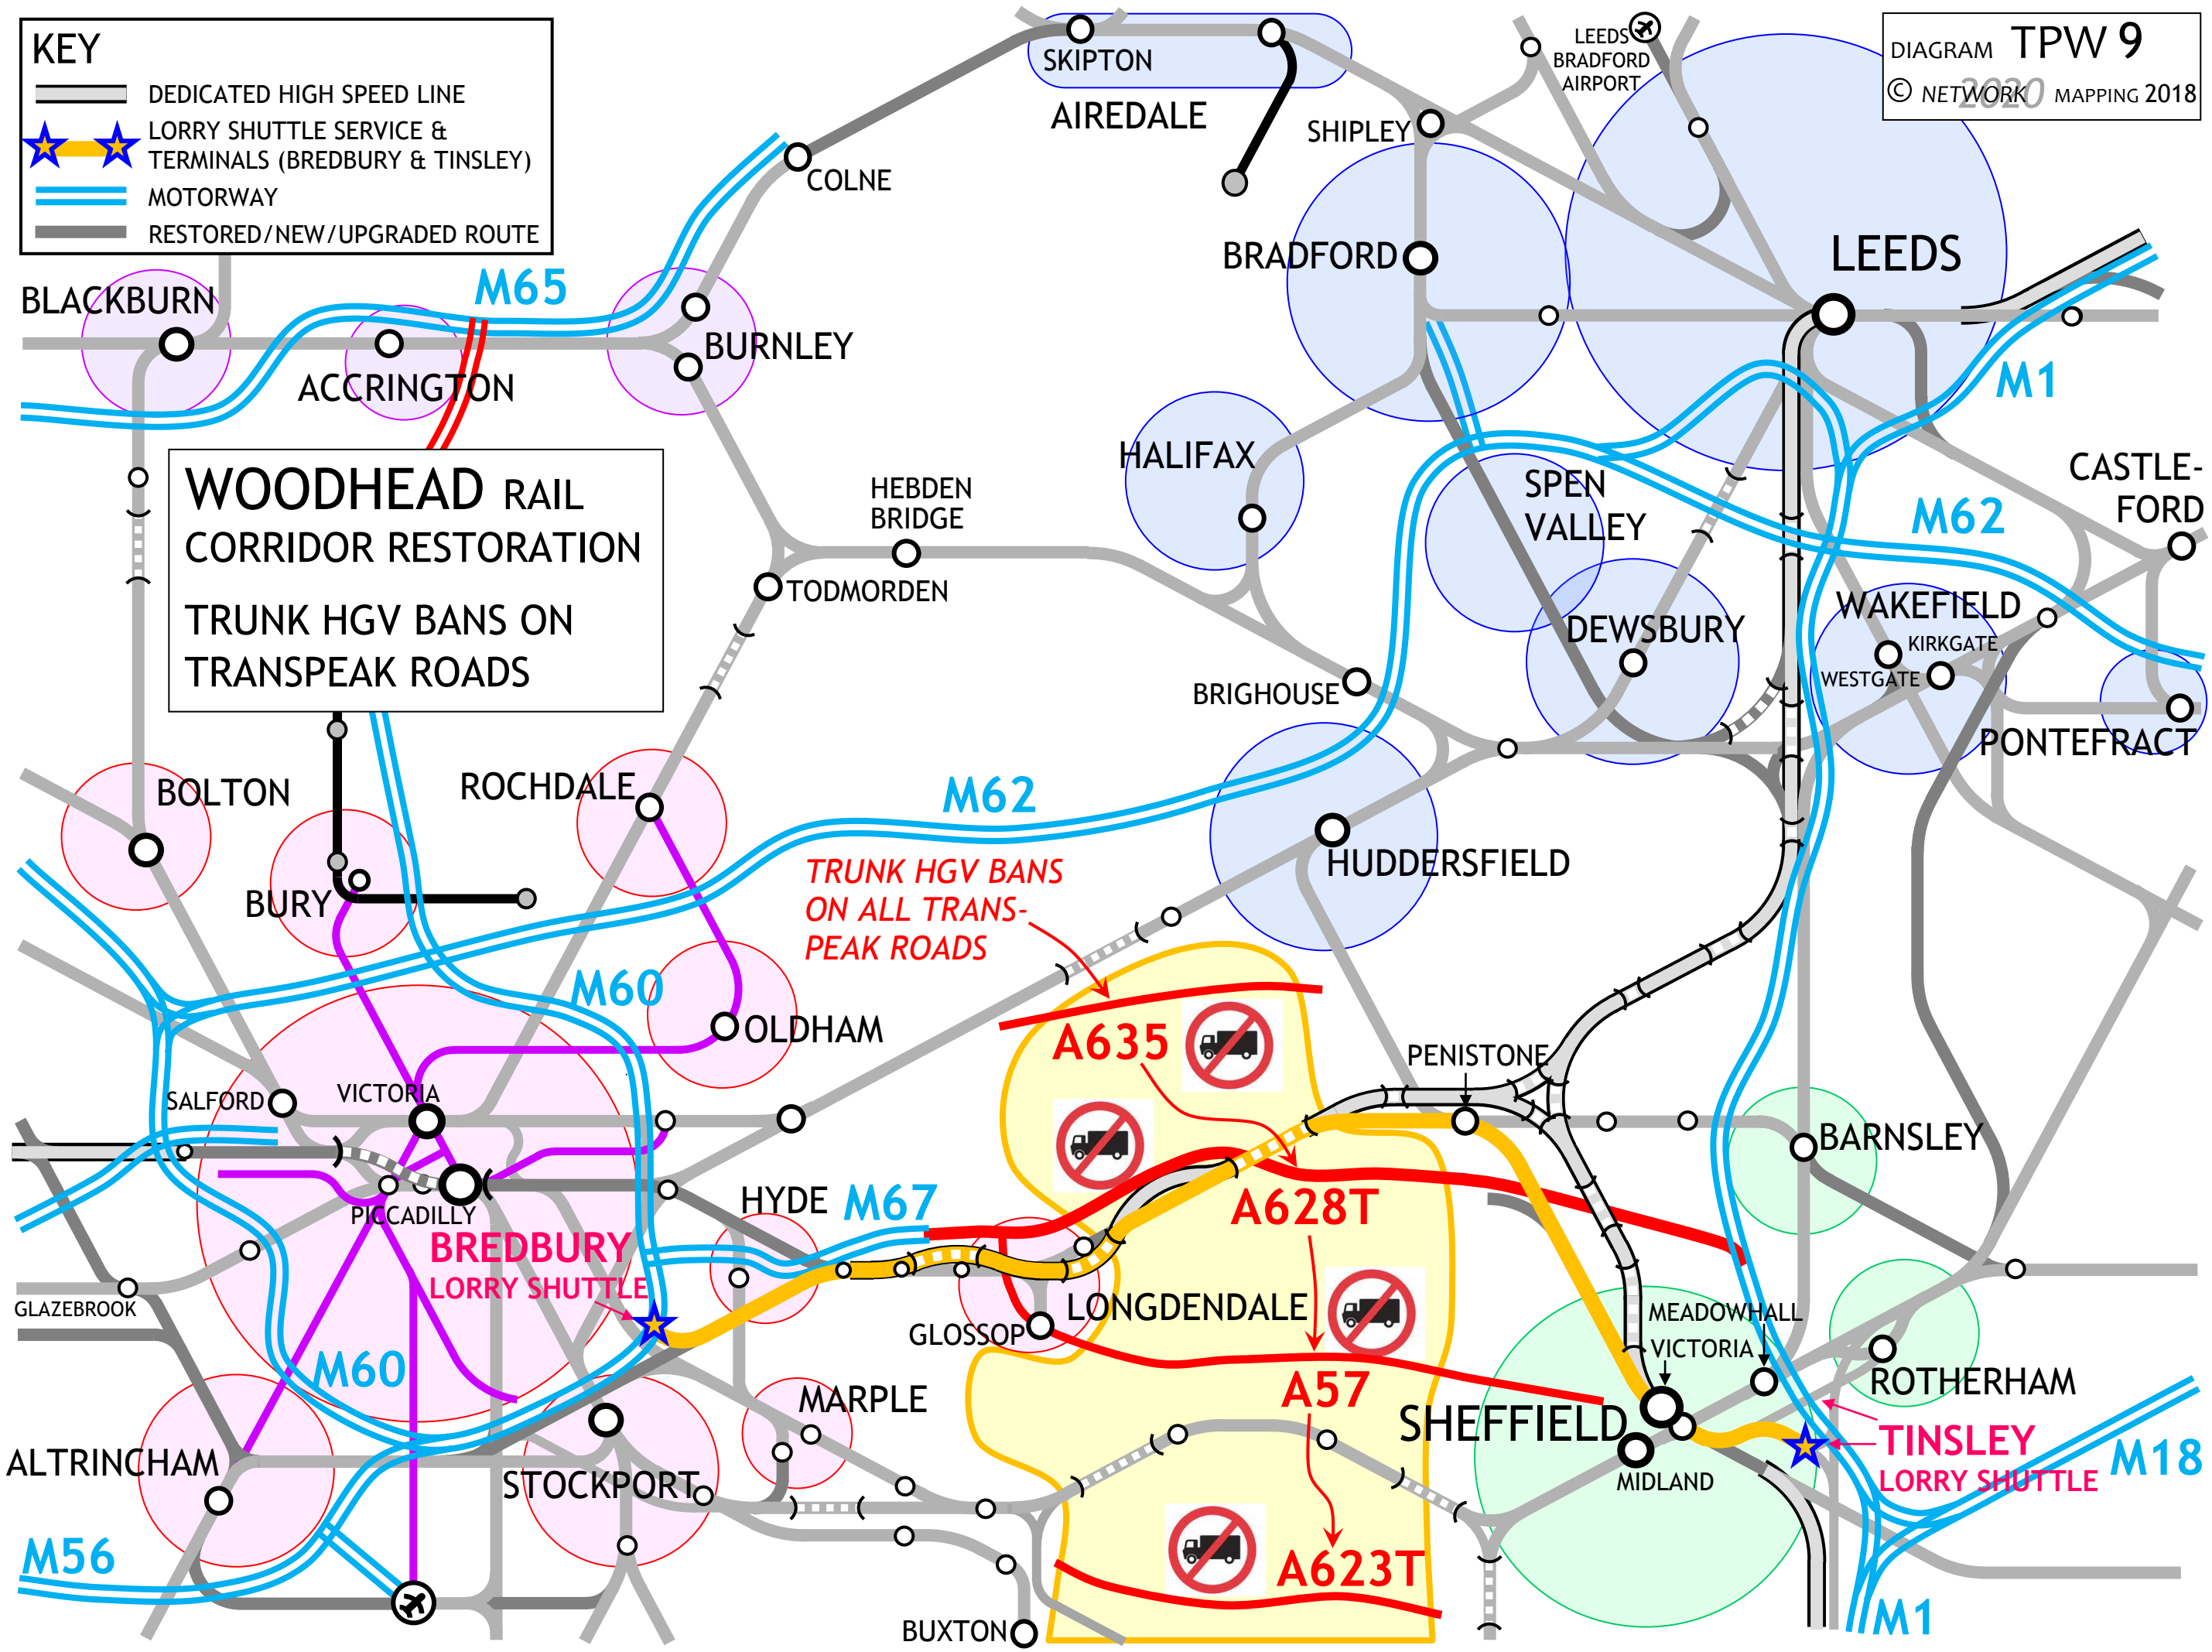 KEY
DEDICATED HIGH SPEED LINE
LORRY SHUTTLE SERVICE &
TERMINALS (BREDBURY & TINSLEY)
MOTORWAY
RESTORED/NEW/UPGRADED ROUTE
DIAGRAM TPW 9
© NETWORK 2020 MAPPING 2018
SKIPTON
AIREDALE
SHIPLEY
LEEDS
BRADFORD
AIRPORT
COLNE
BRADFORD
LEEDS
M65
BLACKBURN
BURNLEY
ACCRINGTON
M1
WOODHEAD RAIL
CORRIDOR RESTORATION
TRUNK HGV BANS ON
TRANSPEAK ROADS
HEBDEN
BRIDGE
TODMORDEN
HALIFAX
SPEN
VALLEY
CASTLE-
FORD
M62
DEWSBURY
WAKEFIELD
KIRKGATE
WESTGATE
BRIGHOUSE
PONTEFRACT
BOLTON
ROCHDALE
M62
BURY
HUDDERSFIELD
TRUNK HGV BANS
ON ALL TRANS-
PEAK ROADS
M60
OLDHAM
A635
PENISTONE
SALFORD
VICTORIA
BARNSLEY
PICCADILLY
HYDE
M67
A628T
BREDBURY
LORRY SHUTTLE
GLAZEBROOK
GLOSSOP
LONGDENDALE
MEADOWHALL
VICTORIA
M60
A57
ROTHERHAM
MARPLE
SHEFFIELD
MIDLAND
TINSLEY
LORRY SHUTTLE
M18
ALTRINCHAM
STOCKPORT
M56
A623T
BUXTON
M1